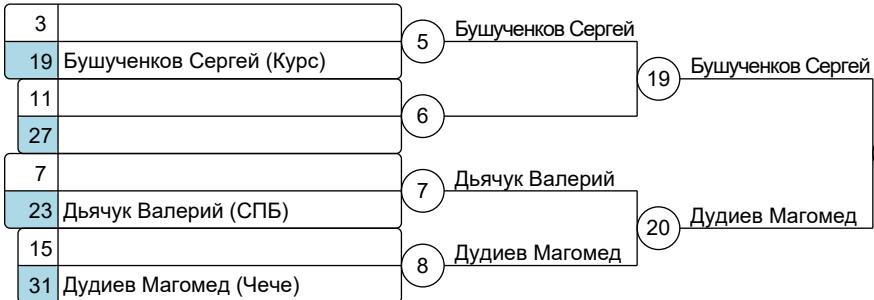 3
5 Бушученков Сергей
19 Бушученков Сергей (Курс)
19 Бушученков Сергей
11
6
27
7
7 Дьячук Валерий
23 Дьячук Валерий (СПБ)
20 Дудиев Магомед
15
8 Дудиев Магомед
31 Дудиев Магомед (Чече)